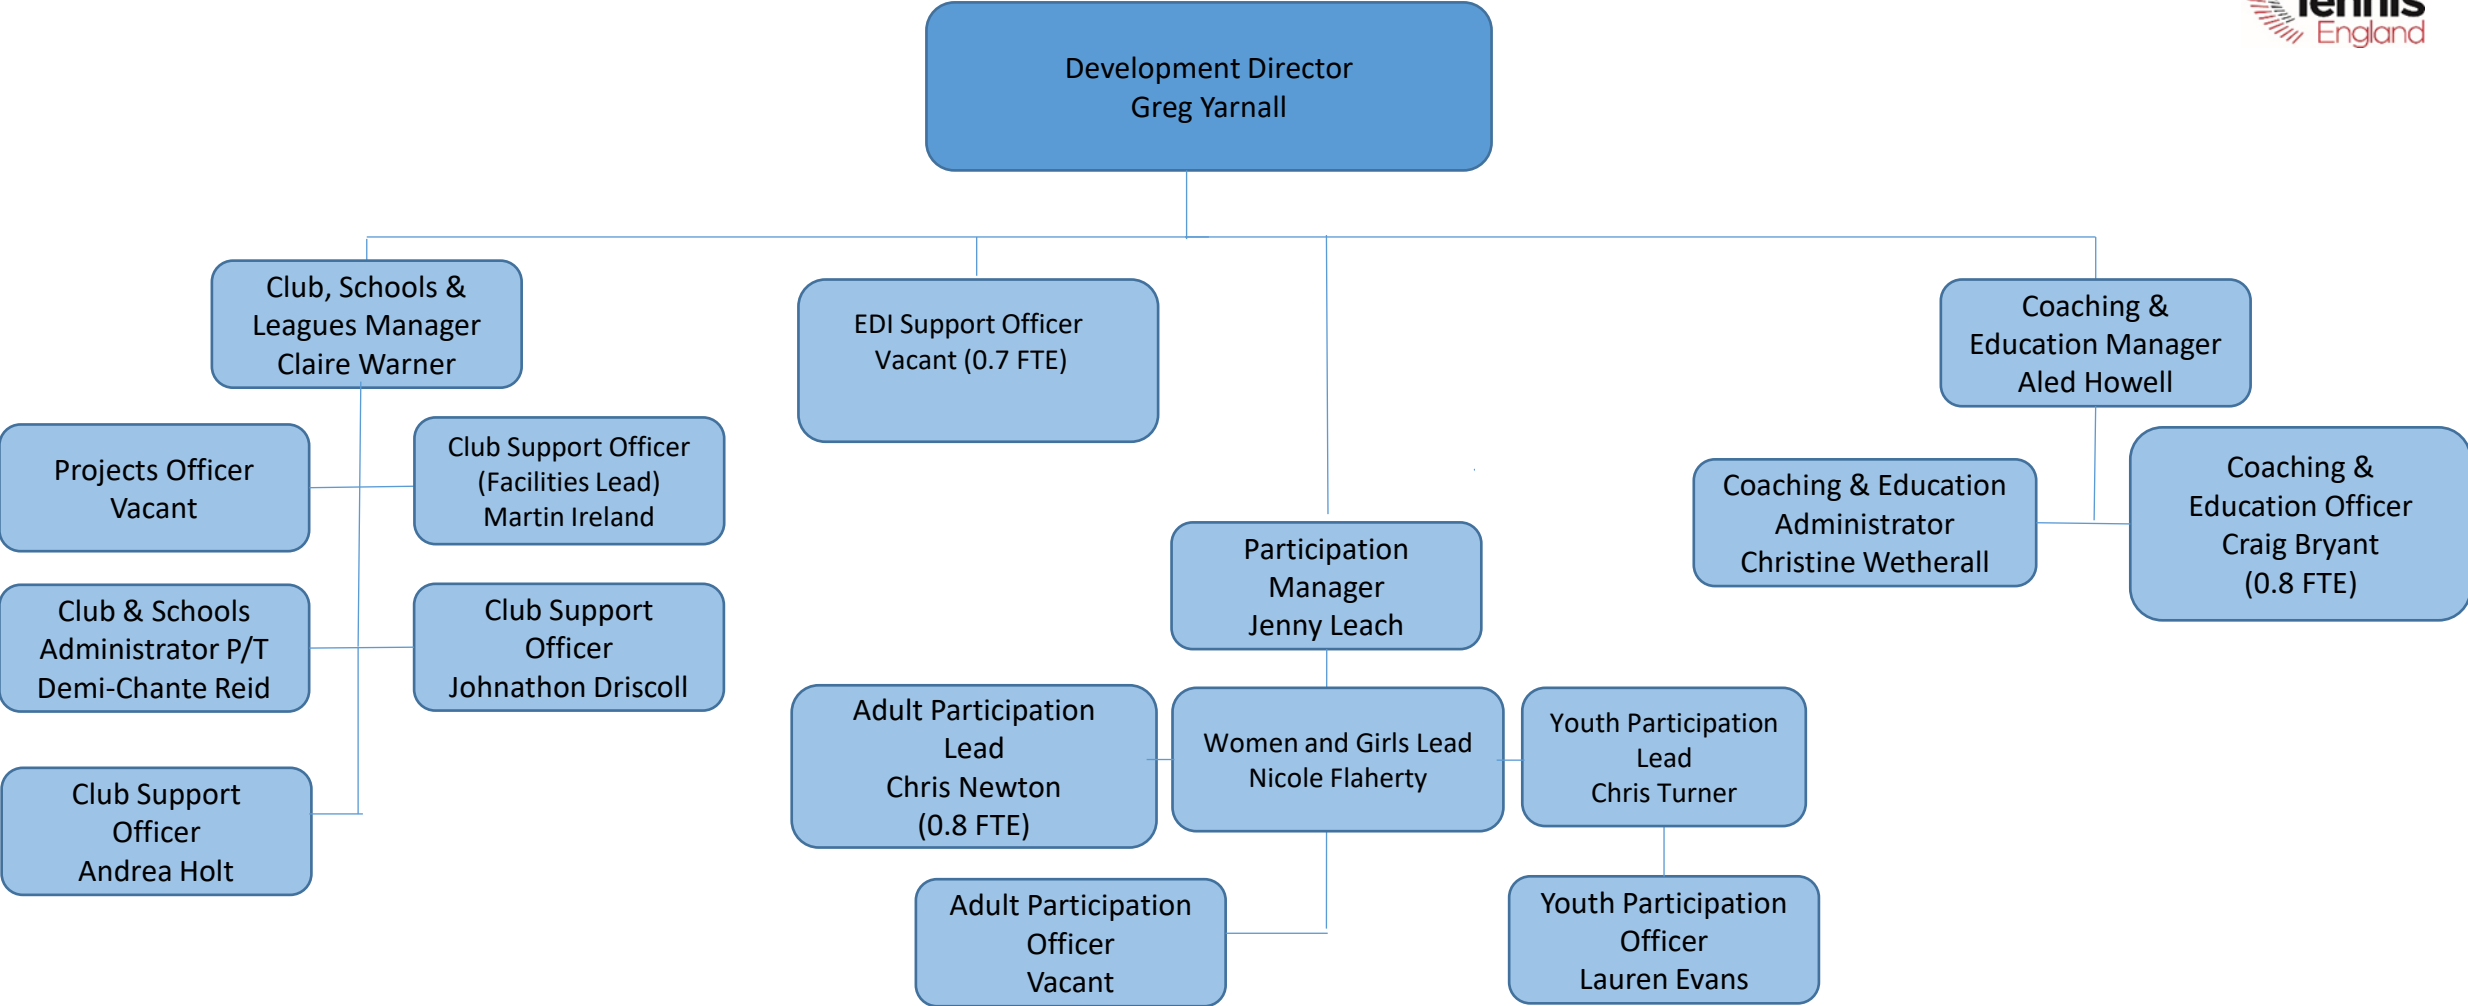 Tennis
England
Development Director
Greg Yarnall
Club, Schools &
Leagues Manager
Claire Warner
EDI Support Officer
Vacant (0.7 FTE)
Coaching &
Education Manager
Aled Howell
Projects Officer
Vacant
Club Support Officer
(Facilities Lead)
Martin Ireland
Coaching & Education
Administrator
Christine Wetherall
Coaching &
Education Officer
Craig Bryant
(0.8 FTE)
Participation
Manager
Jenny Leach
Club & Schools
Administrator P/T
Demi-Chante Reid
Club Support
Officer
Johnathon Driscoll
Adult Participation
Lead
Chris Newton
(0.8 FTE)
Women and Girls Lead
Nicole Flaherty
Youth Participation
Lead
Chris Turner
Club Support
Officer
Andrea Holt
Adult Participation
Officer
Vacant
Youth Participation
Officer
Lauren Evans